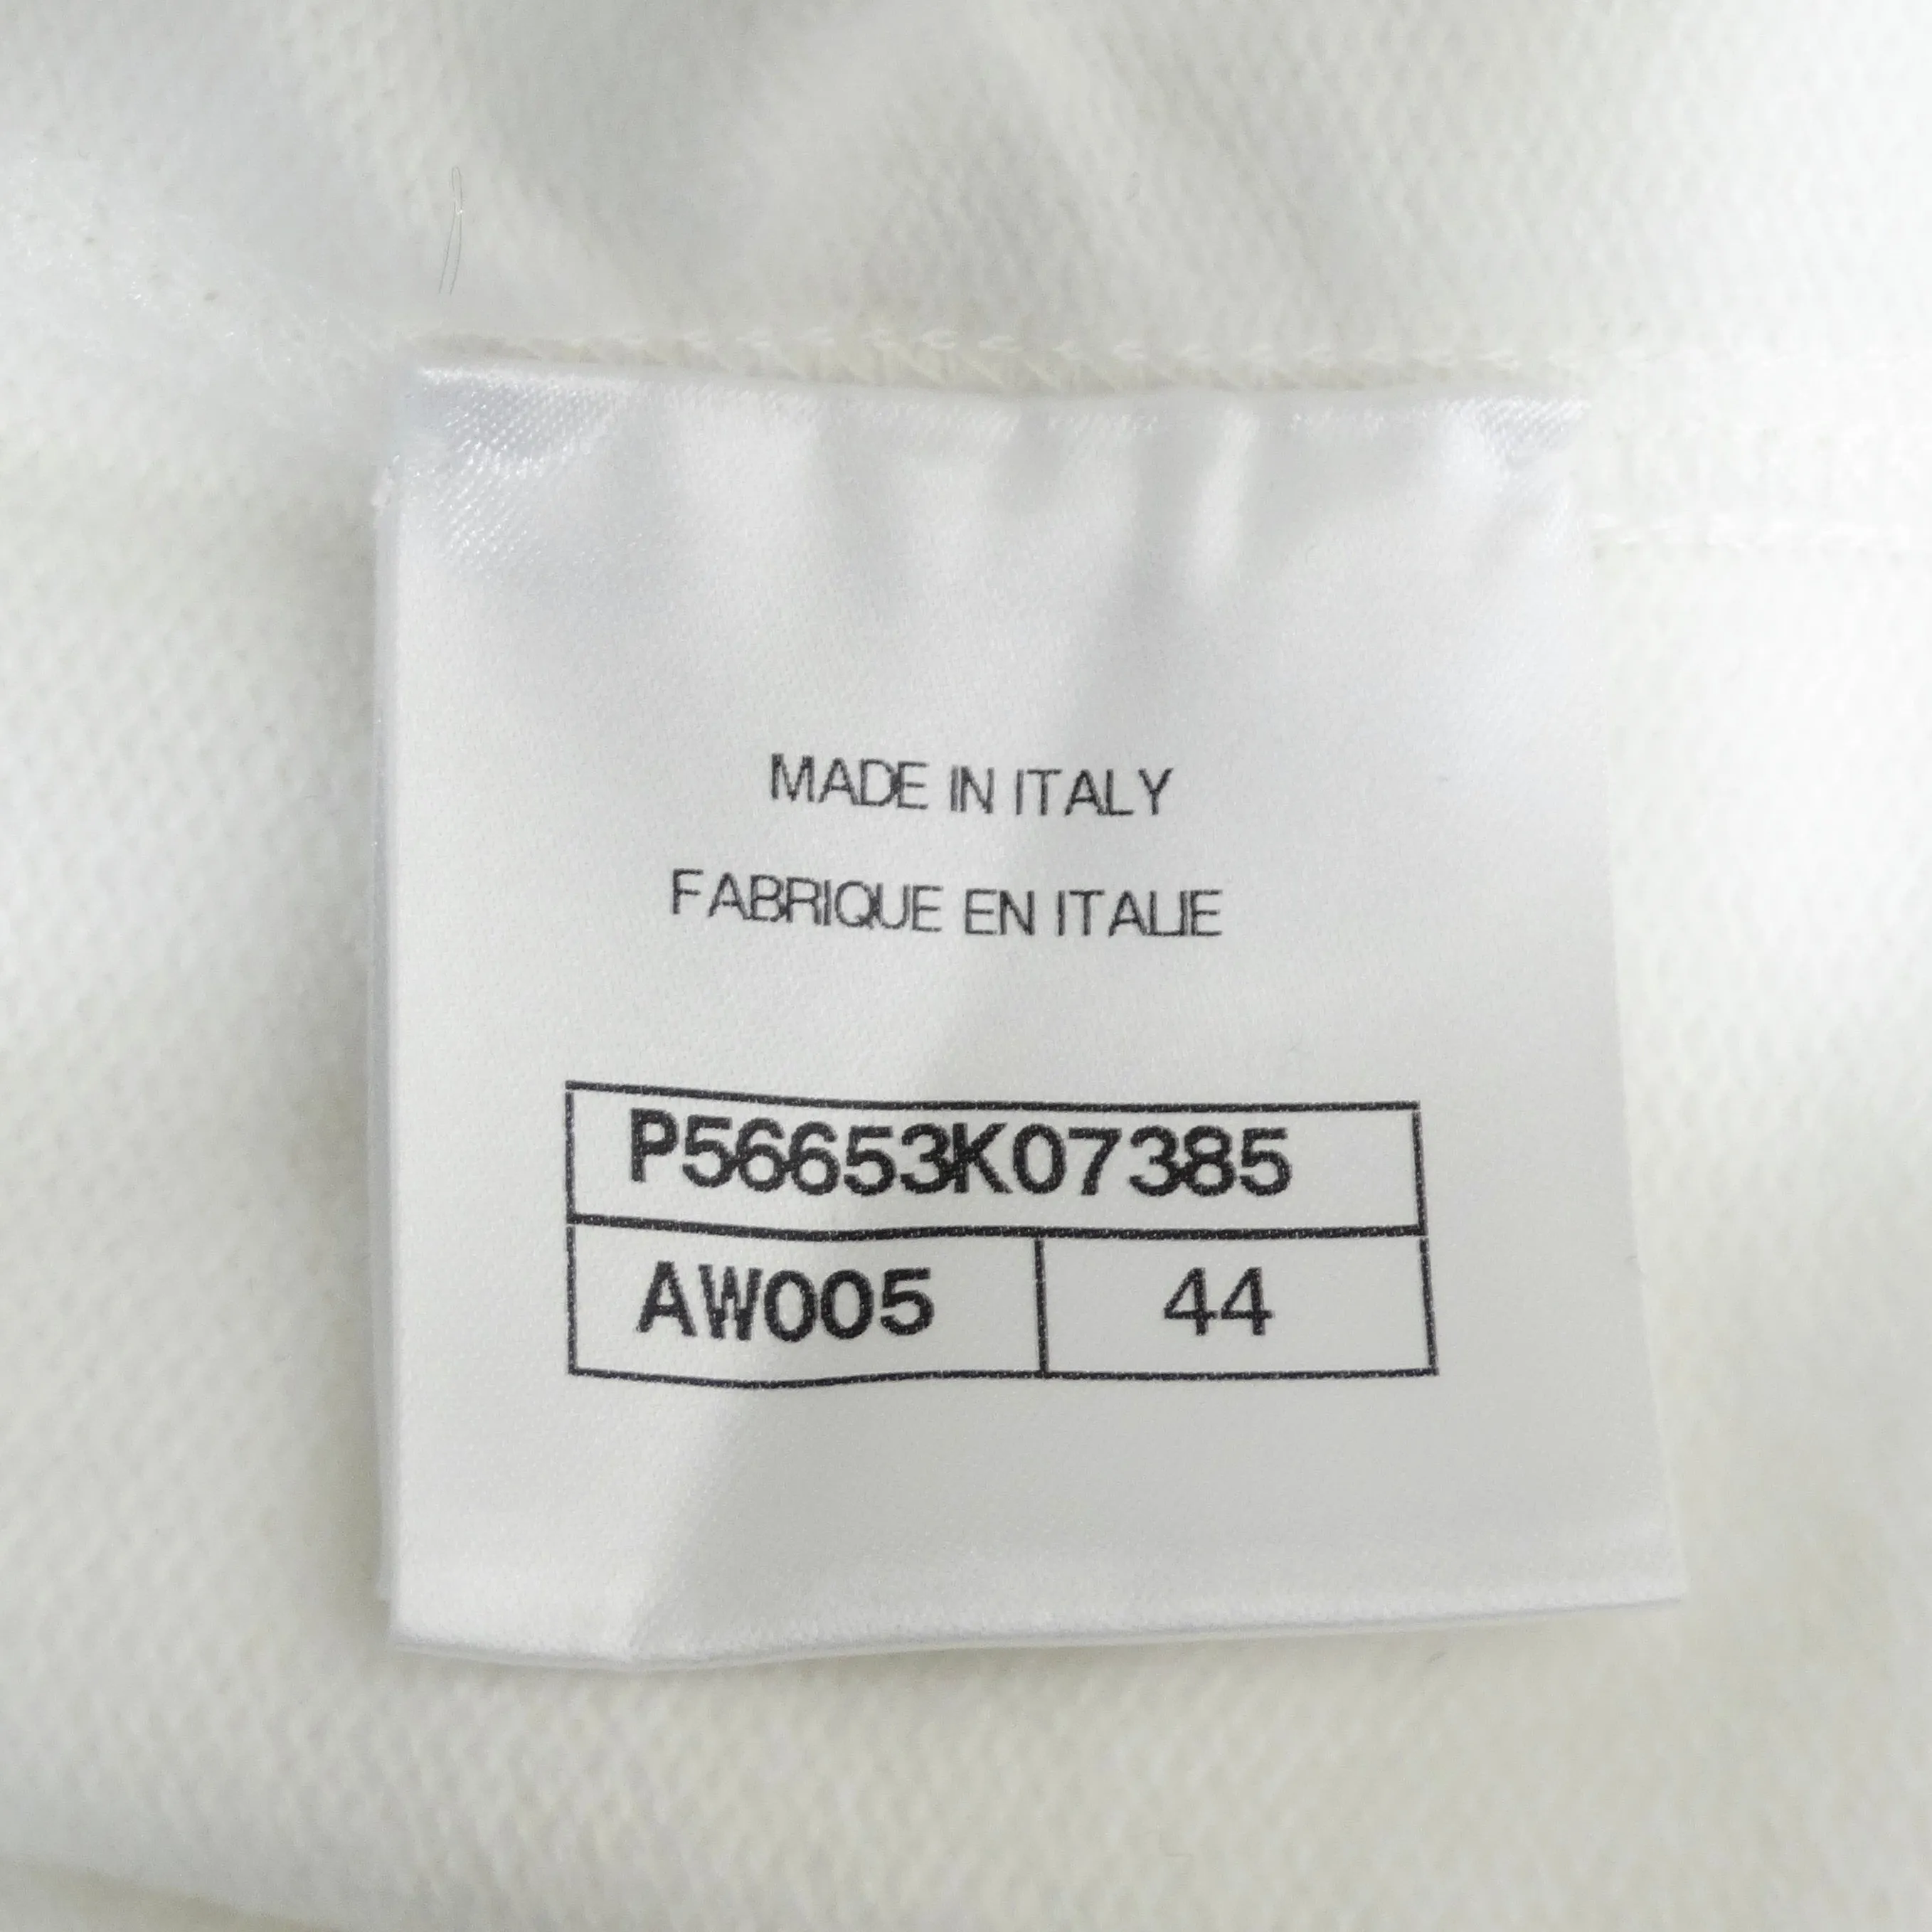 MADE IN ITALY
FABRIQUE EN ITALIE
P56653K07385
AW005 44